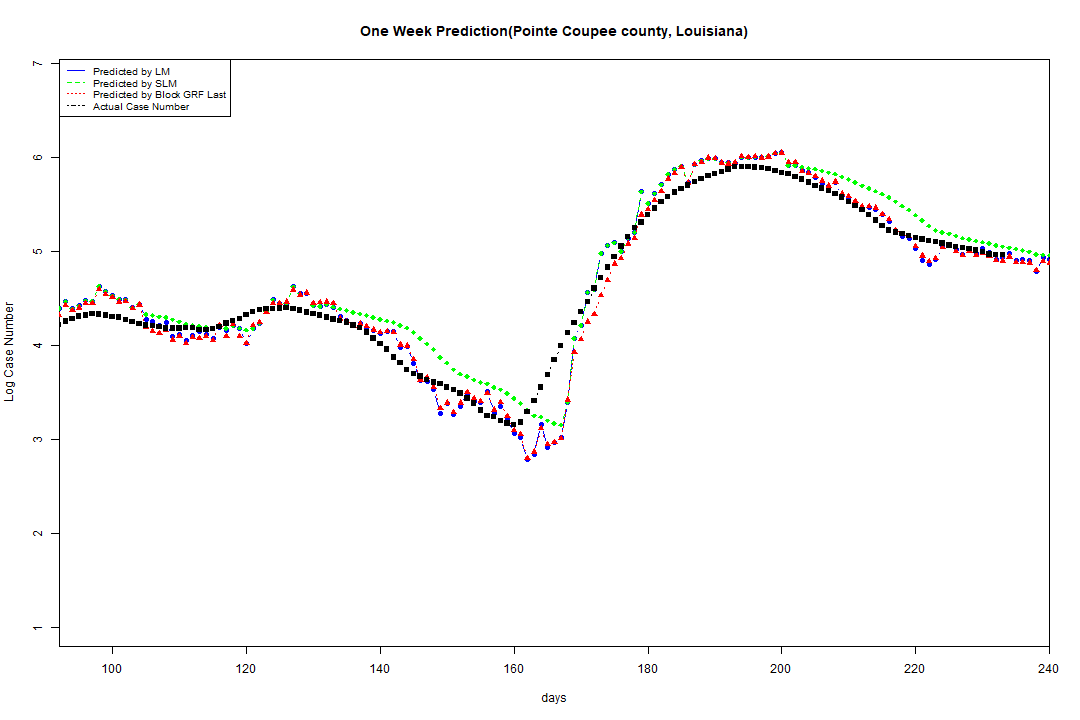 One Week Prediction(Pointe Coupee county, Louisiana)
Predicted by LM
Predicted by SLM
Predicted by Block GRF Last
Actual Case Number
7
6
5
4
3
2
1
Log Case Number
100 120 140 160 180 200 220 240
days